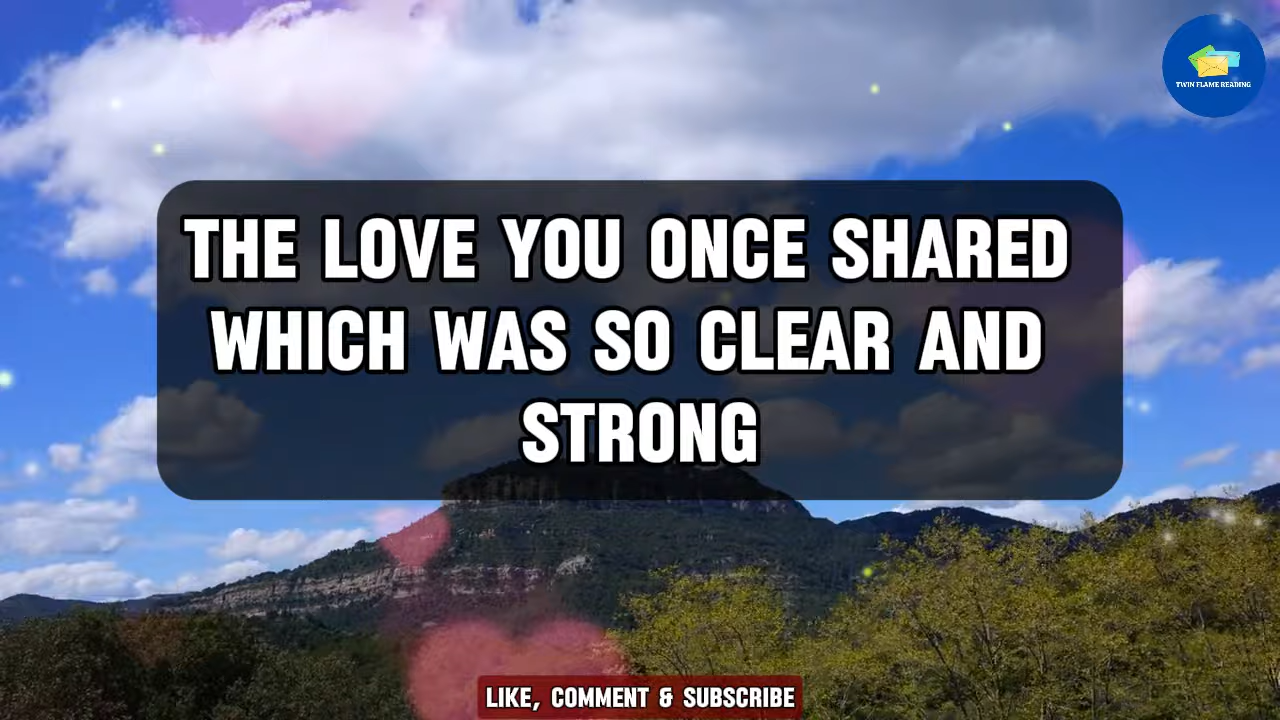 TWIN FLAME READING
THE LOVE YOU ONCE SHARED
WHICH WAS SO CLEAR AND
STRONG
LIKE, COMMENT & SUBSCRIBE